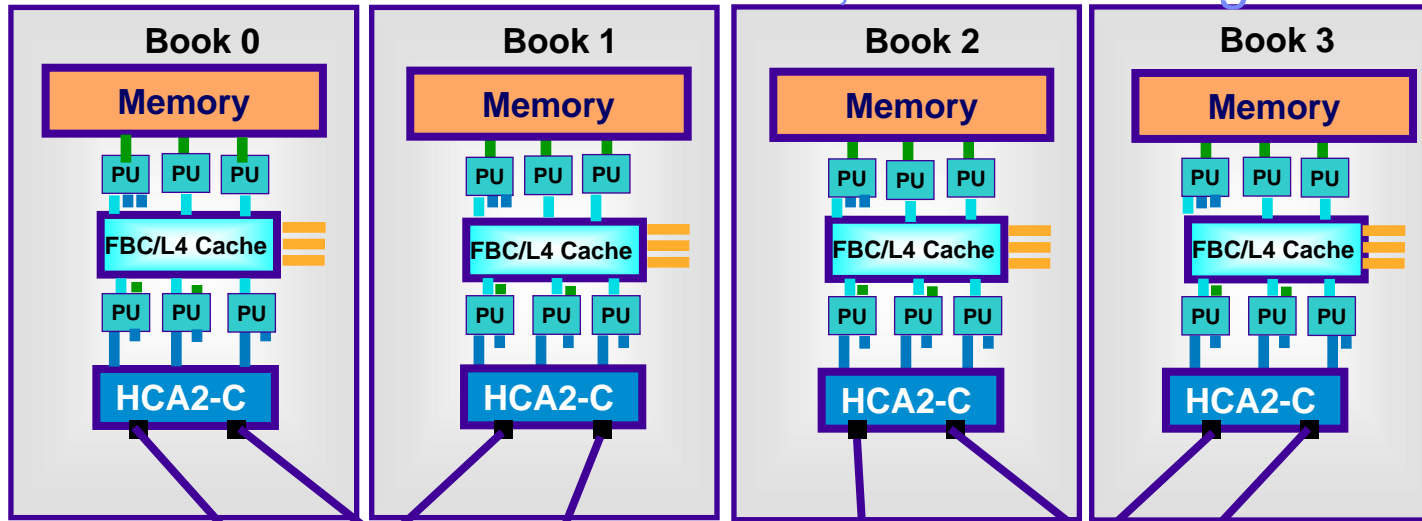 Book 0
Memory
PU PU PU
FBC/L4 Cache
PU PU PU
HCA2-C
Book 1
Memory
PU PU PU
FBC/L4 Cache
PU PU PU
HCA2-C
Book 2
Memory
PU PU PU
FBC/L4 Cache
PU PU PU
HCA2-C
Book 3
Memory
PU PU PU
FBC/L4 Cache
PU PU PU
HCA2-C